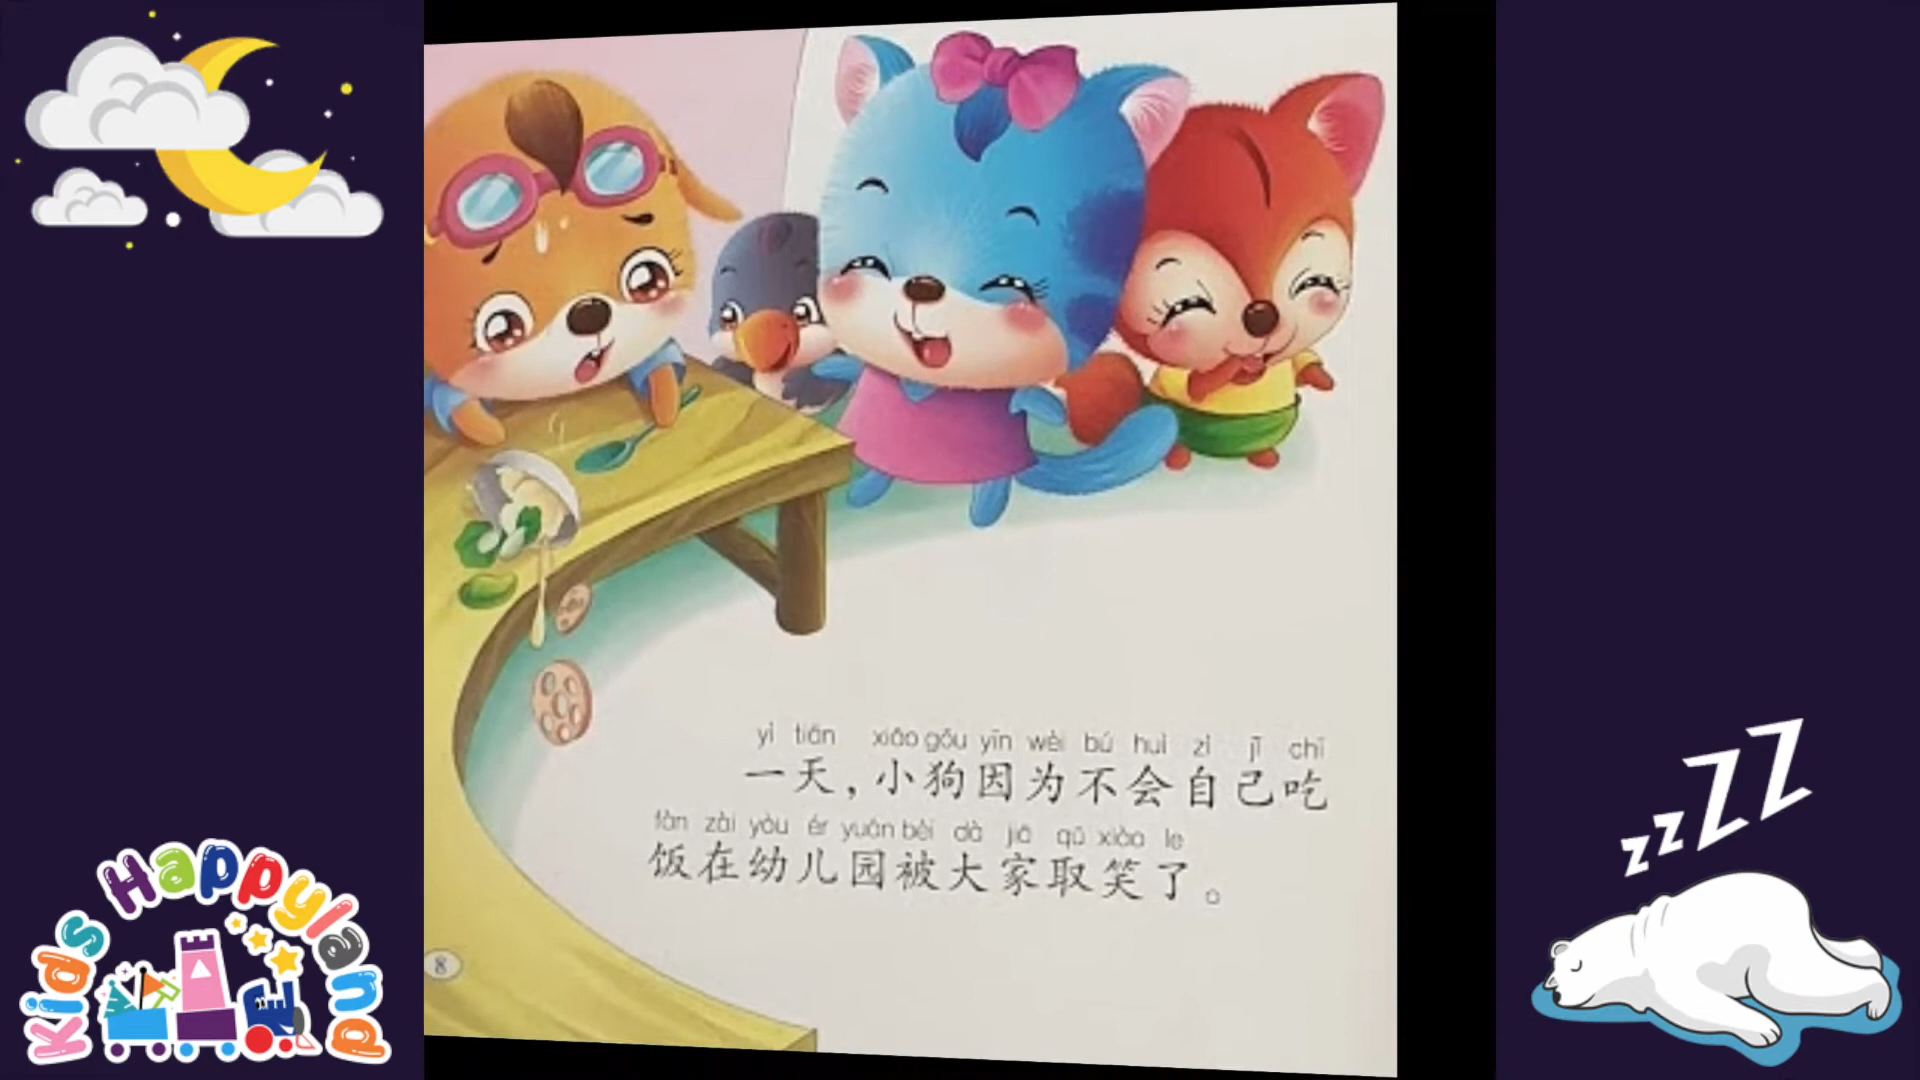 yì tiān xiǎo gǒu yīn wèi bú huì zì jǐ chī
一天，小狗因为不会自己吃
fàn zài yòu ér yuán bèi dà jiā qǔ xiào le
饭在幼儿园被大家取笑了。
8
Kids Happyland
zzZZ